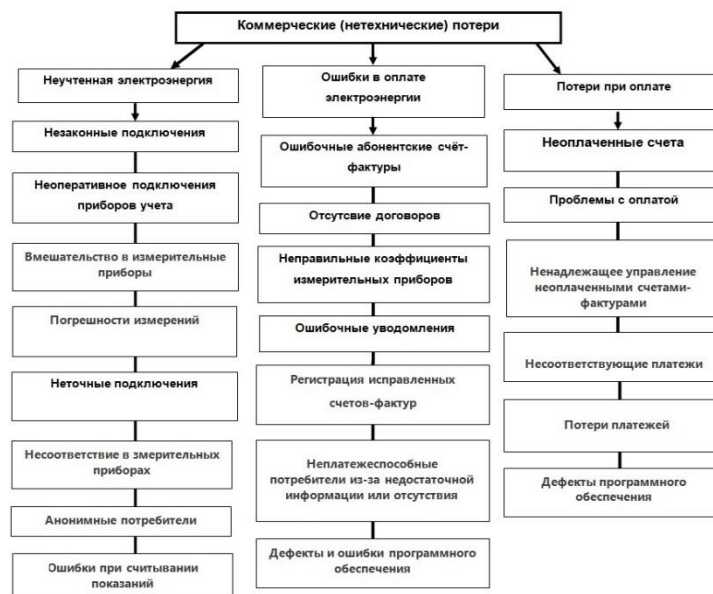 Коммерческие (нетехнические) потери
Неучтенная электроэнергия
Незаконные подключения
Неоперативное подключения
приборов учета
Вмешательство в измерительные
приборы
Погрешности измерений
Неточные подключения
Несоответствие в змерительных
приборах
Анонимные потребители
Ошибки при считывании
показаний
Ошибки в оплате
электроэнергии
Ошибочные абонентские счёт-
фактуры
Отсутсвие договоров
Неправильные коэффициенты
измерительных приборов
Ошибочные уведомления
Регистрация исправленных
счетов-фактур
Неплатежеспособные
потребители из-за недостаточной
информации или отсутствия
Дефекты и ошибки программного
обеспечения
Потери при оплате
Неоплаченные счета
Проблемы с оплатой
Ненадлежащее управление
неоплаченными счетами-
фактурами
Несоответствующие платежи
Потери платежей
Дефекты программного
обеспечения